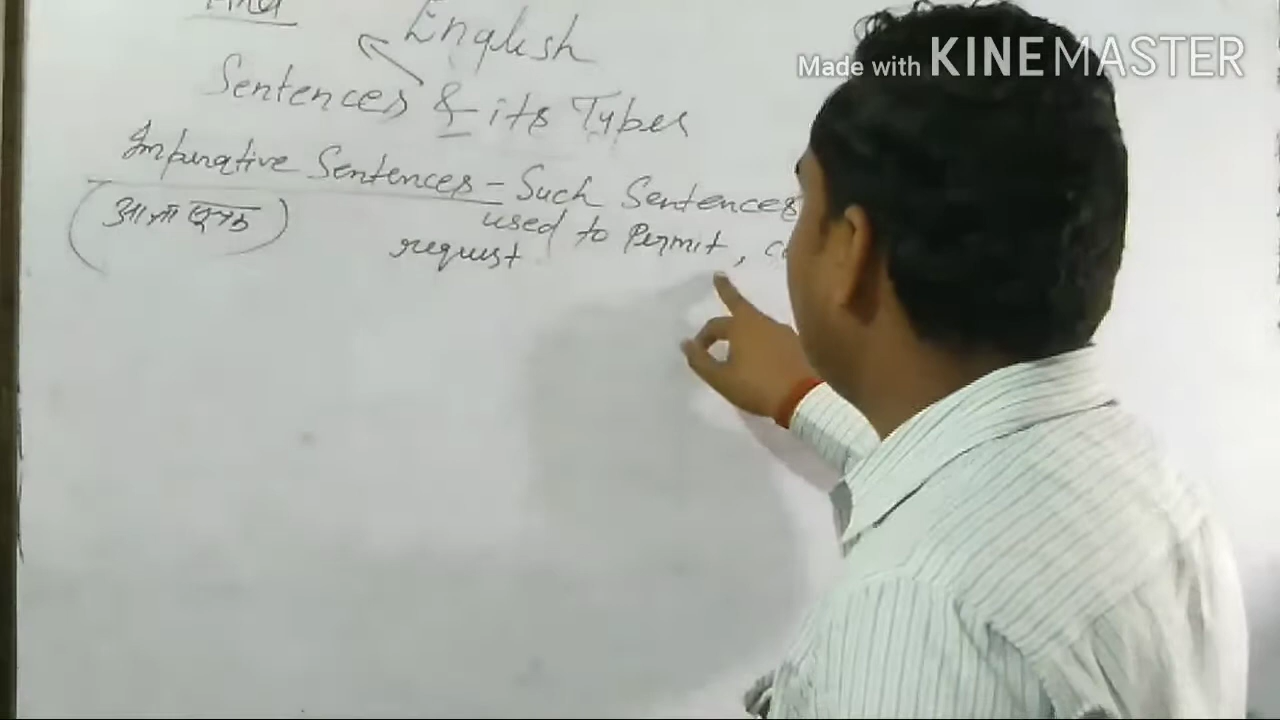 Made with KINEMASTER
English
Sentences & its Types
Imperative Sentences - Such Sentences
(आज्ञा सूचक) used to Permit,
request